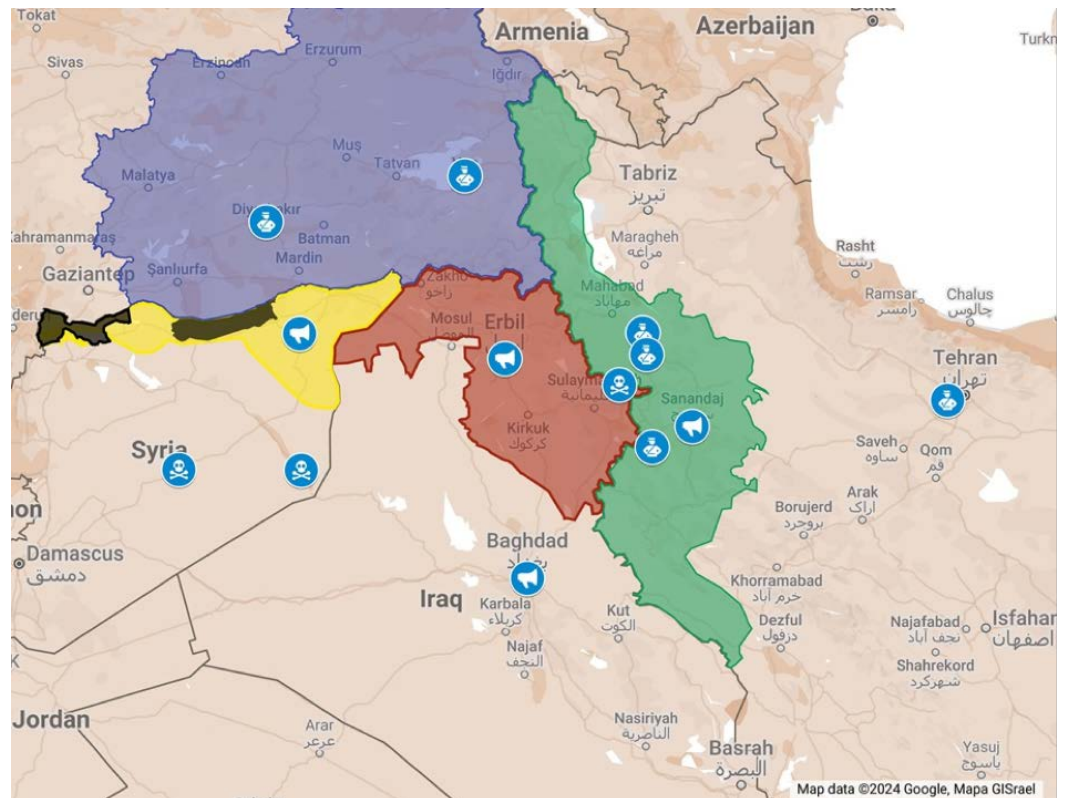 Tokat
Sivas
Erzincan
Erzurum
Armenia
Azerbaijan
Iğdır
Muş
Tatvan
Malatya
Batman
Mardin
Şanlıurfa
Gaziantep
Tabriz
تبریز
Maragheh
مراغه
Mahabad
مهاباد
Rasht
رشت
Ramsar
رامسر
Chalus
چالوس
Tehran
تهران
Zakho
زاخو
Mosul
Erbil
Kirkuk
كركوك
Sanandaj
Saveh
ساوه
Qom
قم
Arak
اراک
Borujerd
بروجرد
Syria
Damascus
دمشق
Baghdad
Iraq
Karbala
كربلاء
Najaf
النجف
Kut
الكوت
Khorramabad
خرم آباد
Dezful
دزفول
Najafabad
نجف آباد
Isfahan
اصفهان
Shahrekord
شهرکرد
Jordan
Arar
عرعر
Nasiriyah
الناصرية
Basrah
البصرة
Yasuj
یاسوج
Map data ©2024 Google, Mapa GISrael